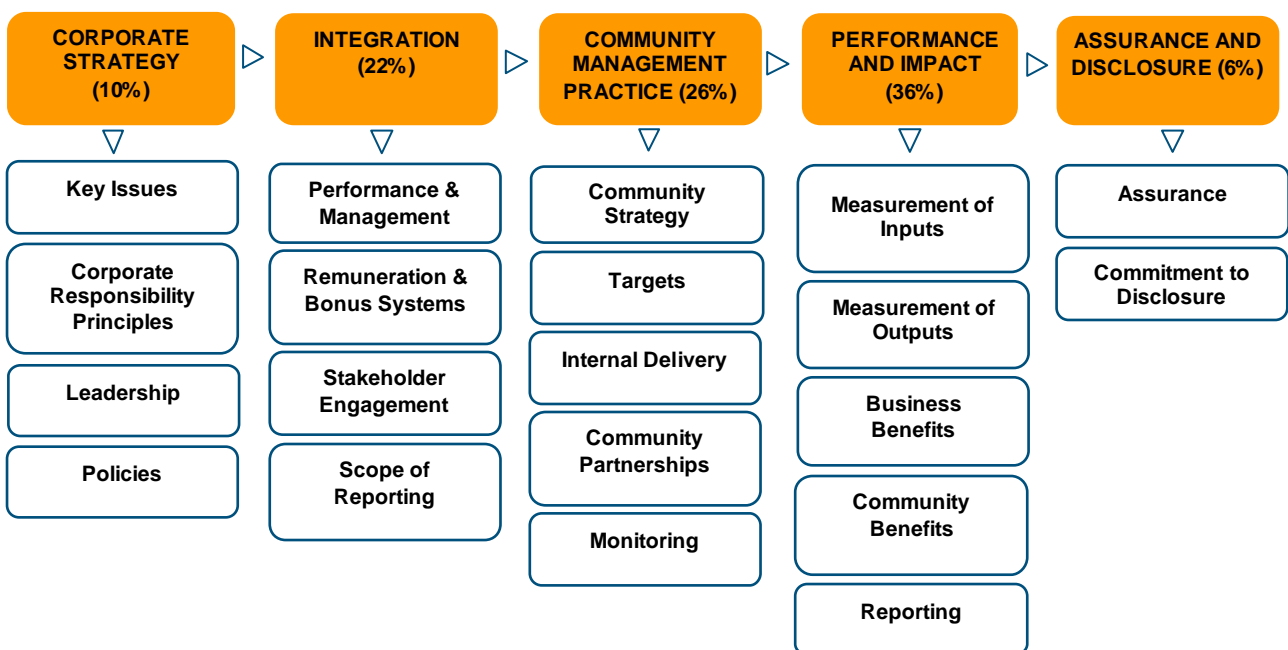 CORPORATE
STRATEGY
(10%)
INTEGRATION
(22%)
COMMUNITY
MANAGEMENT
PRACTICE (26%)
PERFORMANCE
AND IMPACT
(36%)
ASSURANCE AND
DISCLOSURE (6%)
Key Issues
Corporate
Responsibility
Principles
Leadership
Policies
Performance &
Management
Remuneration &
Bonus Systems
Stakeholder
Engagement
Scope of
Reporting
Community
Strategy
Targets
Internal Delivery
Community
Partnerships
Monitoring
Measurement of
Inputs
Measurement of
Outputs
Business
Benefits
Community
Benefits
Reporting
Assurance
Commitment to
Disclosure